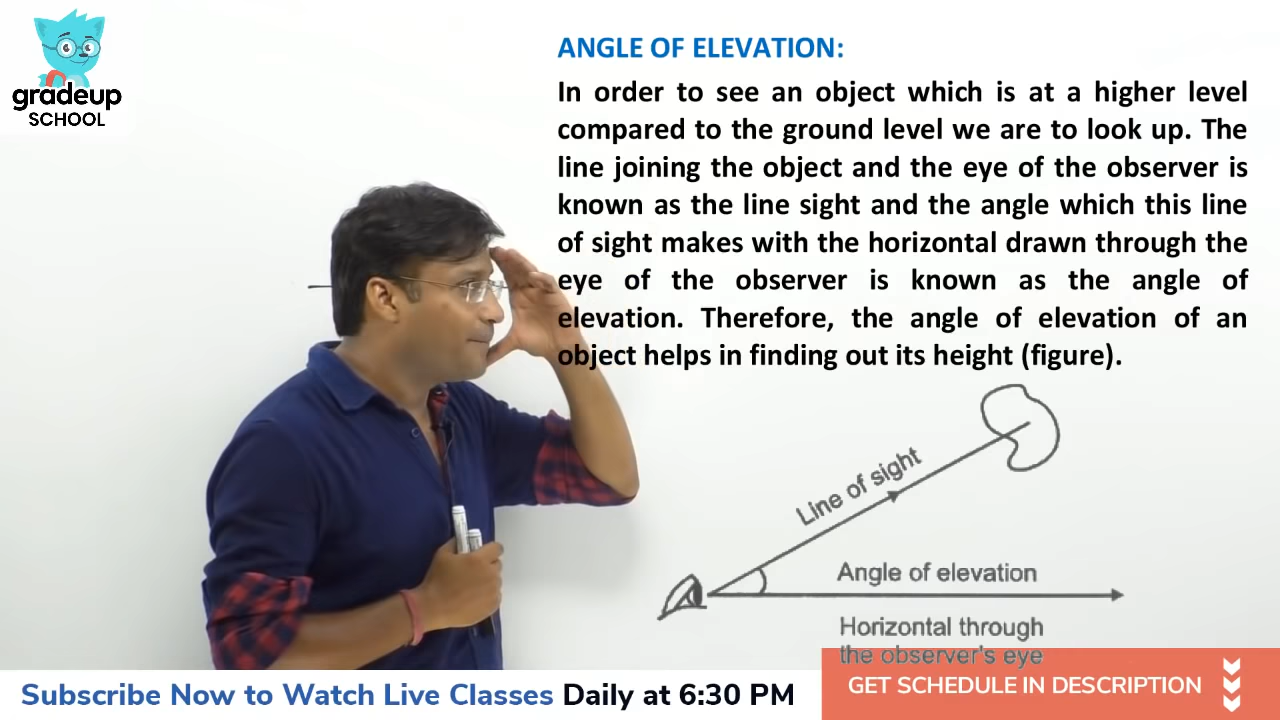 gradeup
SCHOOL
ANGLE OF ELEVATION:
In order to see an object which is at a higher level
compared to the ground level we are to look up. The
line joining the object and the eye of the observer is
known as the line sight and the angle which this line
of sight makes with the horizontal drawn through the
eye of the observer is known as the angle of
elevation. Therefore, the angle of elevation of an
object helps in finding out its height (figure).
Line of sight
Angle of elevation
Horizontal through
the observer's eye
Subscribe Now to Watch Live Classes Daily at 6:30 PM
GET SCHEDULE IN DESCRIPTION